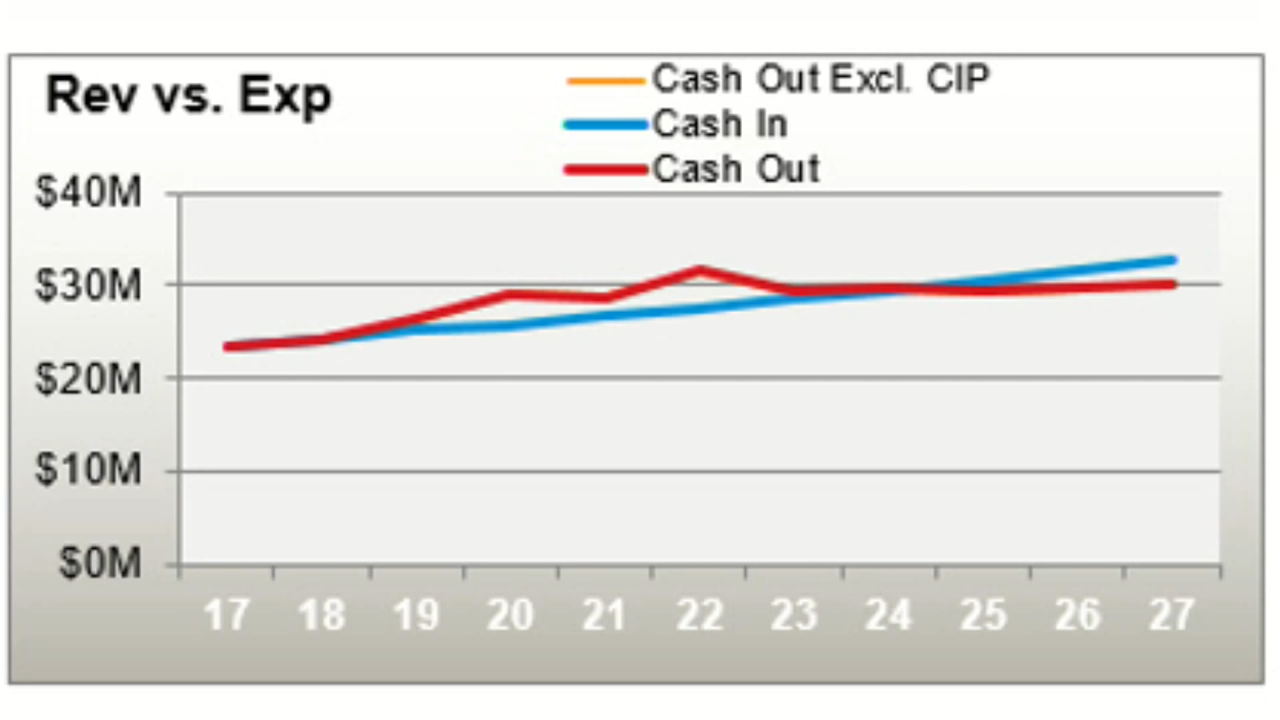 Rev vs. Exp
Cash Out Excl. CIP
Cash In
Cash Out
$40M
$30M
$20M
$10M
$0M
17 18 19 20 21 22 23 24 25 26 27